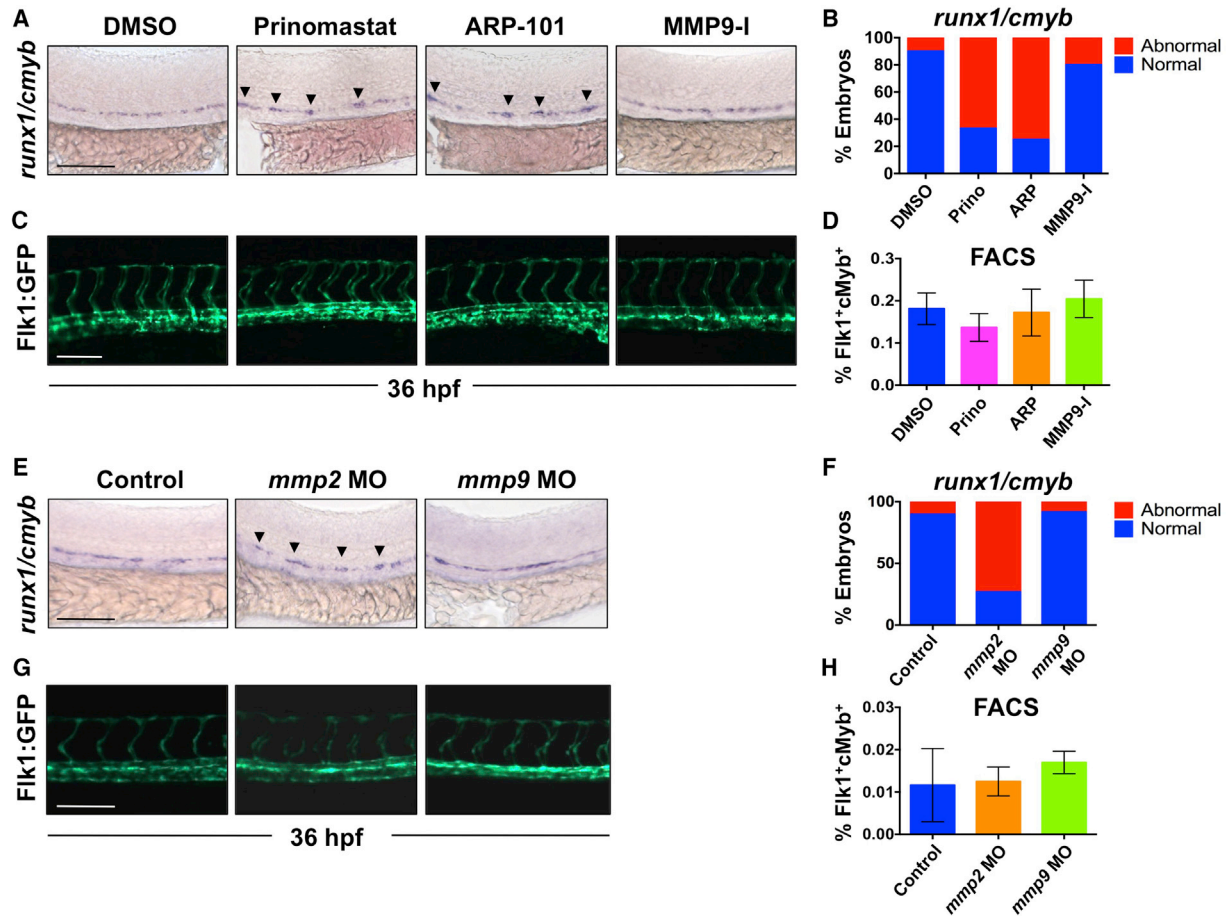 A
DMSO
Prinomastat
ARP-101
MMP9-I
runx1/cmyb
B
runx1/cmyb
Abnormal
Normal
% Embryos
100
80
60
40
20
0
DMSO
Prino
ARP
MMP9-I
C
Flk1:GFP
36 hpf
D
FACS
% Flk1+cMyb+
0.3
0.2
0.1
0.0
DMSO
Prino
ARP
MMP9-I
E
Control
mmp2 MO
mmp9 MO
runx1/cmyb
F
runx1/cmyb
Abnormal
Normal
% Embryos
100
50
0
Control
mmp2
MO
mmp9
MO
G
Flk1:GFP
36 hpf
H
FACS
% Flk1+cMyb+
0.03
0.02
0.01
0.00
Control
mmp2 MO
mmp9 MO